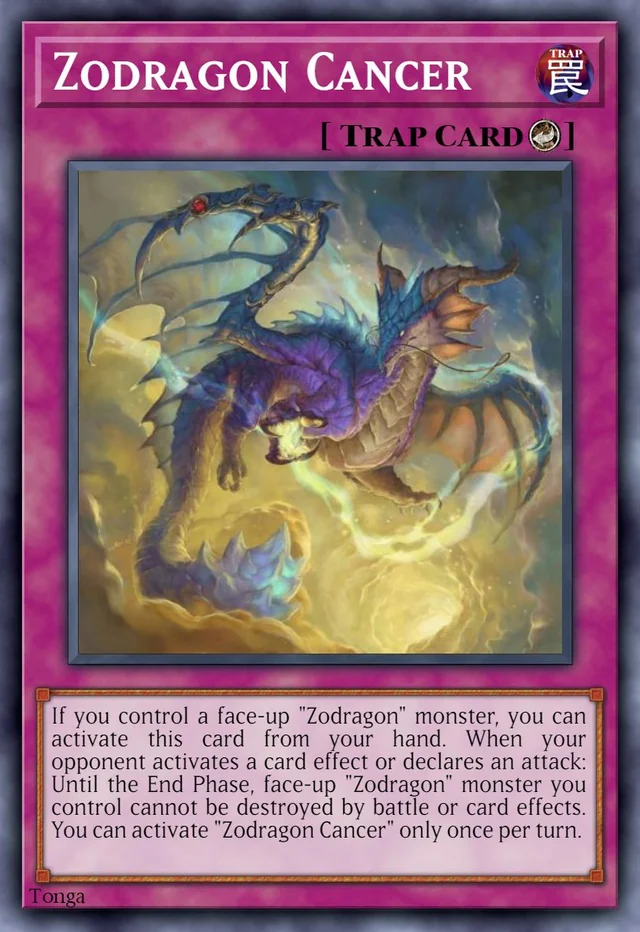 Zodragon Cancer
TRAP
罠
[ Trap Card ]
If you control a face-up "Zodragon" monster, you can
activate this card from your hand. When your
opponent activates a card effect or declares an attack:
Until the End Phase, face-up "Zodragon" monster you
control cannot be destroyed by battle or card effects.
You can activate "Zodragon Cancer" only once per turn.
Tonga